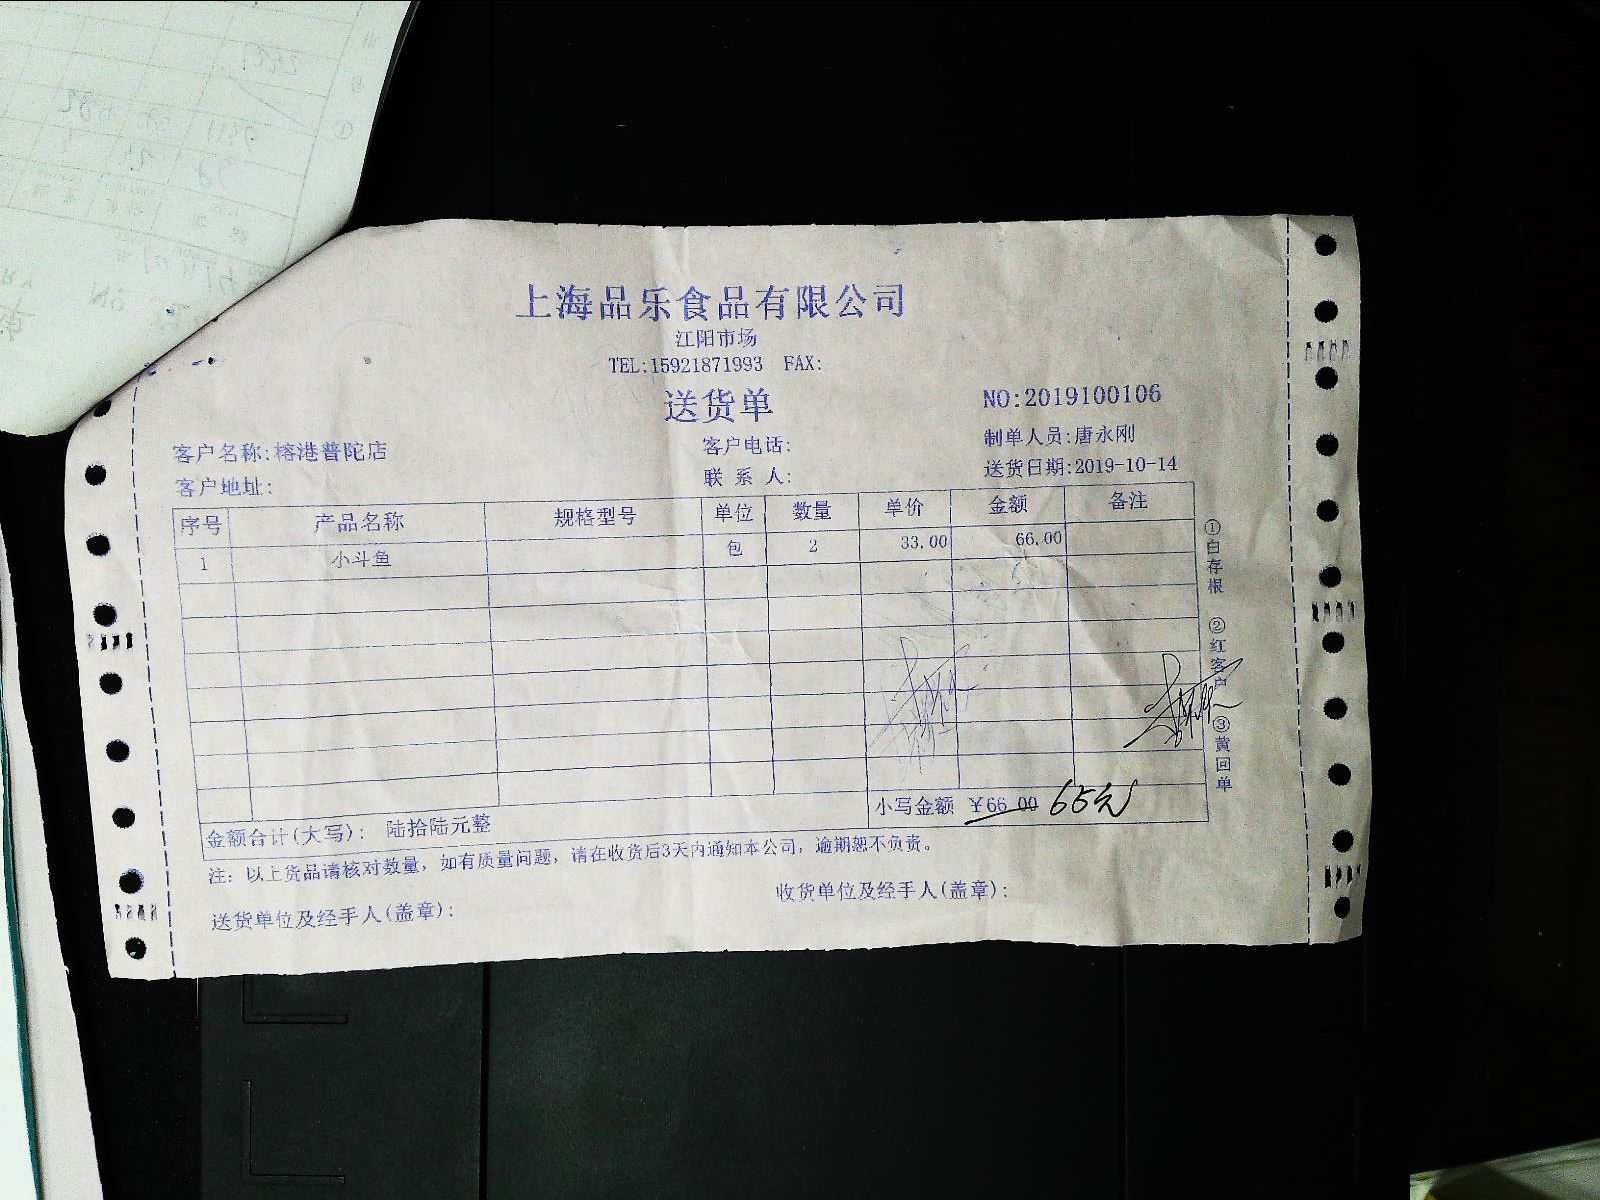 上海品乐食品有限公司
江阳市场
TEL:15921871993 FAX:
送货单
NO:2019100106
客户名称:榕港普陀店 客户电话: 制单人员:唐永刚
客户地址: 联 系 人: 送货日期:2019-10-14
序号 产品名称 规格型号 单位 数量 单价 金额 备注
1 小斗鱼 包 2 33.00 66.00
金额合计(大写): 陆拾陆元整 小写金额 ¥66.00 65元
注: 以上货品请核对数量，如有质量问题，请在收货后3天内通知本公司，逾期恕不负责。
送货单位及经手人(盖章): 收货单位及经手人(盖章):
①白存根 ②红客户 ③黄回单